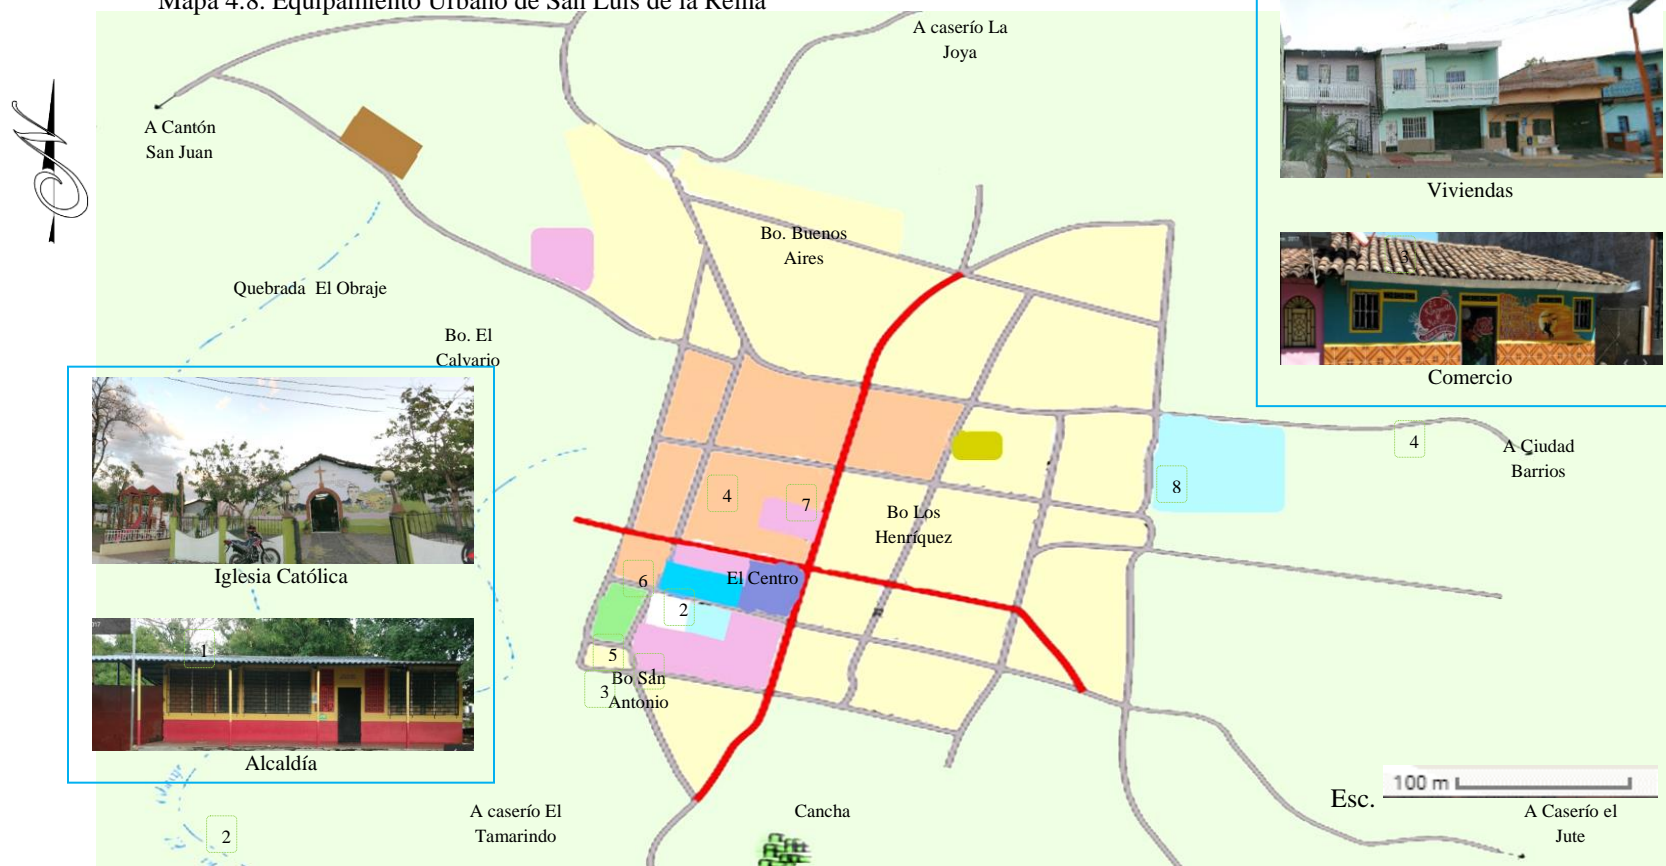 Mapa 4.8. Equipamiento Urbano de San Luis de la Reina
A caserío La
Joya
A Cantón
San Juan
Viviendas
Bo. Buenos
Aires
3
Quebrada El Obraje
Bo. El
Calvario
Comercio
4
A Ciudad
Barrios
8
4
7
Bo Los
Henríquez
Iglesia Católica
6
El Centro
2
1
5
1
3
Bo San
Antonio
Alcaldía
100 m
Esc.
A caserío El
Tamarindo
Cancha
A Caserío el
Jute
2